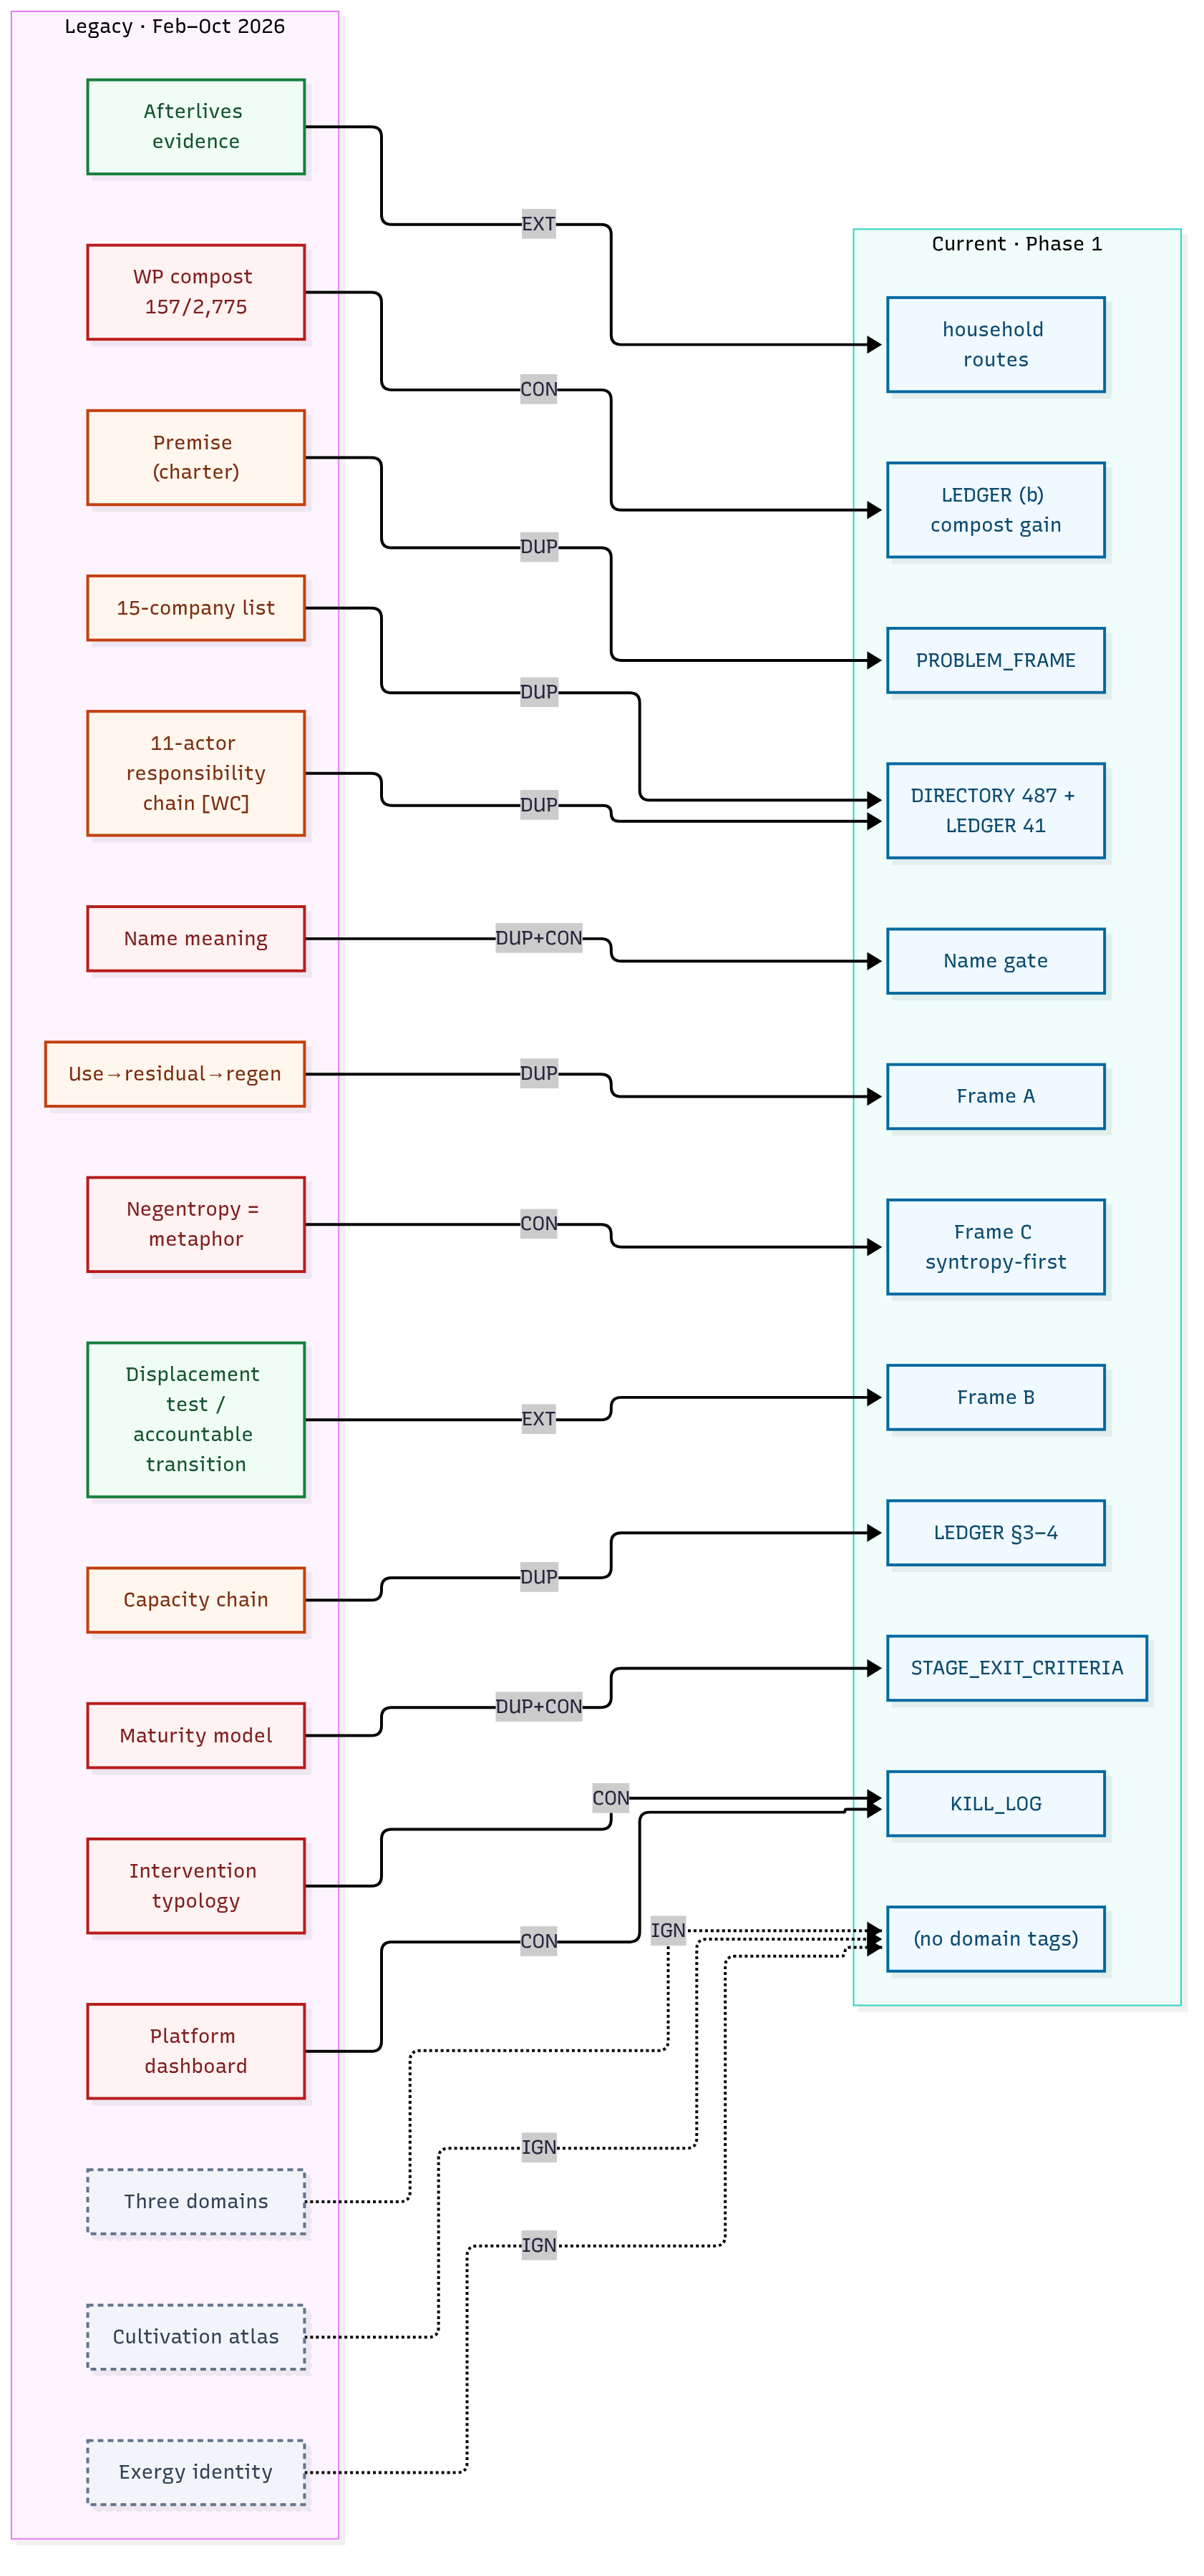 Legacy · Feb–Oct 2026
Afterlives
evidence
WP compost
157/2,775
Premise
(charter)
15-company list
11-actor
responsibility
chain [WC]
Name meaning
Use→residual→regen
Negentropy =
metaphor
Displacement
test /
accountable
transition
Capacity chain
Maturity model
Intervention
typology
Platform
dashboard
Three domains
Cultivation atlas
Exergy identity
EXT
CON
DUP
DUP
DUP
DUP+CON
DUP
CON
EXT
DUP
DUP+CON
CON
CON
IGN
IGN
IGN
Current · Phase 1
household
routes
LEDGER (b)
compost gain
PROBLEM_FRAME
DIRECTORY 487 +
LEDGER 41
Name gate
Frame A
Frame C
syntropy-first
Frame B
LEDGER §3–4
STAGE_EXIT_CRITERIA
KILL_LOG
(no domain tags)